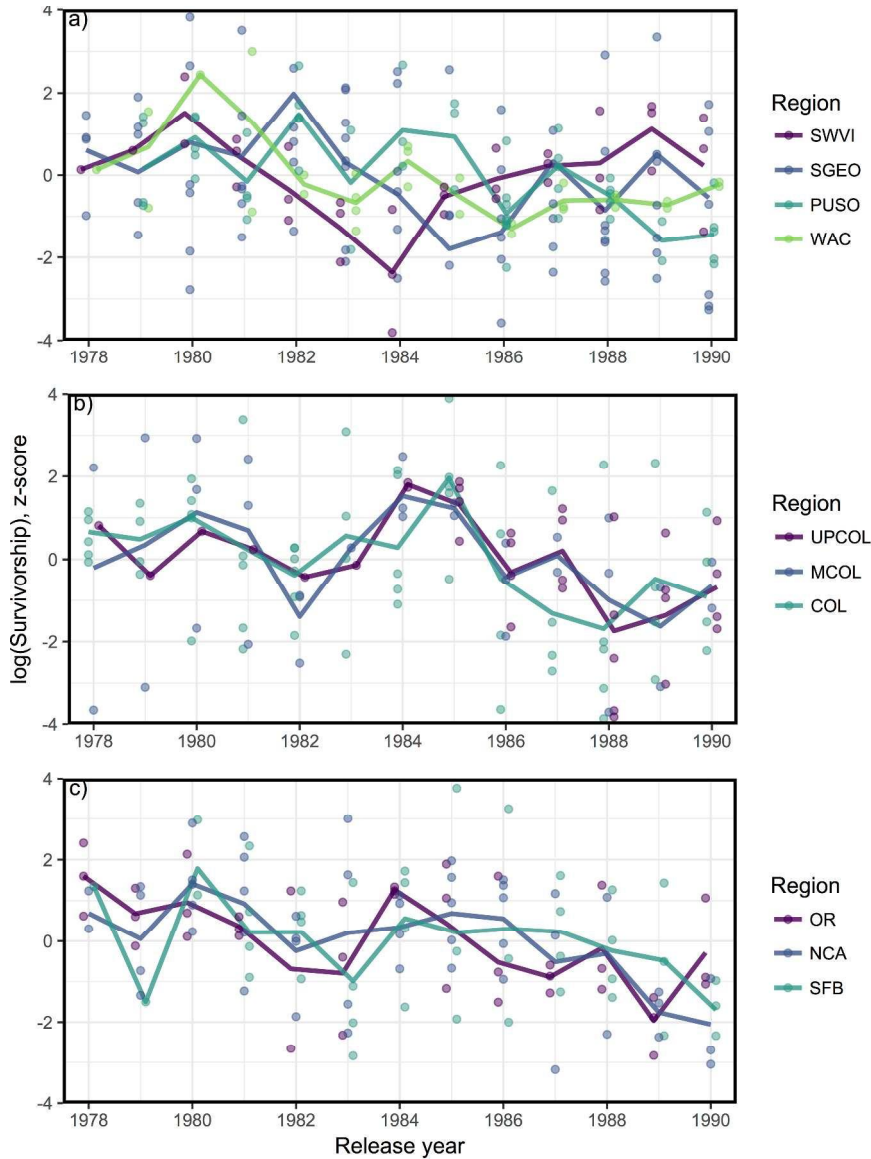 a)
4
2
0
-2
-4
1978 1980 1982 1984 1986 1988 1990
Region
SWVI
SGEO
PUSO
WAC
log(Survivorship), z-score
b)
4
2
0
-2
-4
1978 1980 1982 1984 1986 1988 1990
Region
UPCOL
MCOL
COL
c)
4
2
0
-2
-4
1978 1980 1982 1984 1986 1988 1990
Release year
Region
OR
NCA
SFB